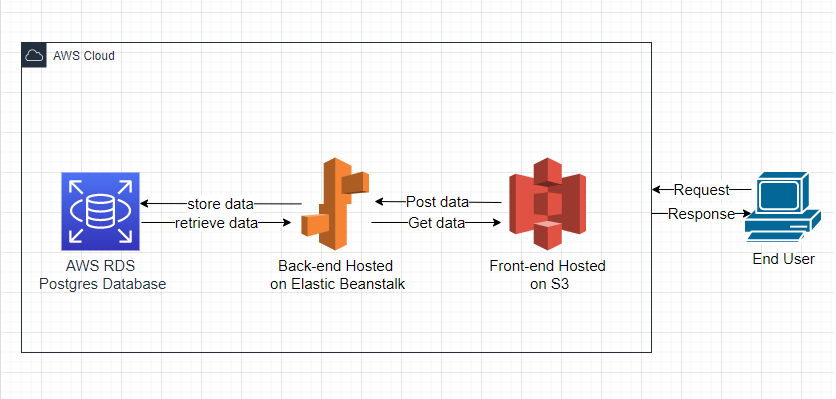 AWS Cloud
store data
retrieve data
Post data
Get data
Request
Response
AWS RDS
Postgres Database
Back-end Hosted
on Elastic Beanstalk
Front-end Hosted
on S3
End User